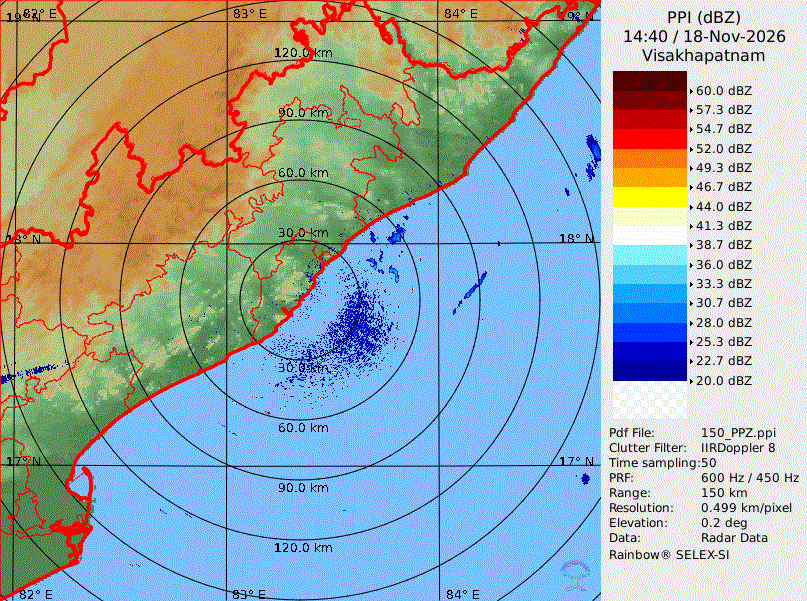 82° E
83° E
84° E
19° N
19° N
120.0 km
90.0 km
60.0 km
30.0 km
18° N
18° N
30.0 km
60.0 km
17° N
17° N
90.0 km
120.0 km
82° E
83° E
84° E
PPI (dBZ)
14:40 / 18-Nov-2026
Visakhapatnam
60.0 dBZ
57.3 dBZ
54.7 dBZ
52.0 dBZ
49.3 dBZ
46.7 dBZ
44.0 dBZ
41.3 dBZ
38.7 dBZ
36.0 dBZ
33.3 dBZ
30.7 dBZ
28.0 dBZ
25.3 dBZ
22.7 dBZ
20.0 dBZ
Pdf File: 150_PPZ.ppi
Clutter Filter: IIRDoppler 8
Time sampling:50
PRF: 600 Hz / 450 Hz
Range: 150 km
Resolution: 0.499 km/pixel
Elevation: 0.2 deg
Data: Radar Data
Rainbow® SELEX-SI